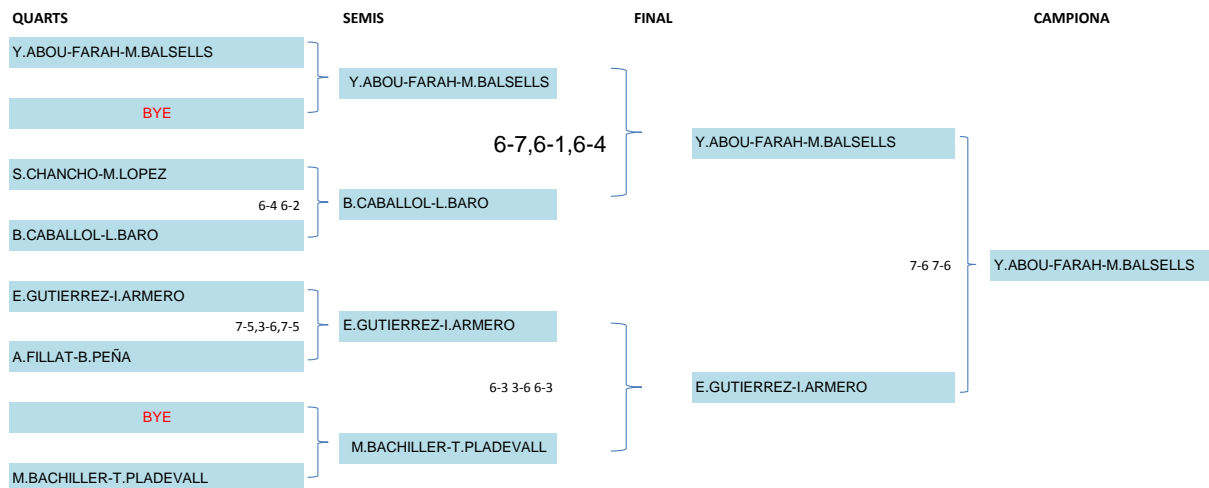 QUARTS SEMIS FINAL CAMPIONA
Y.ABOU-FARAH-M.BALSELLS
Y.ABOU-FARAH-M.BALSELLS
BYE
6-7,6-1,6-4
Y.ABOU-FARAH-M.BALSELLS
S.CHANCHO-M.LOPEZ
6-4 6-2
B.CABALLOL-L.BARO
B.CABALLOL-L.BARO
7-6 7-6
Y.ABOU-FARAH-M.BALSELLS
E.GUTIERREZ-I.ARMERO
7-5,3-6,7-5
E.GUTIERREZ-I.ARMERO
A.FILLAT-B.PEÑA
6-3 3-6 6-3
E.GUTIERREZ-I.ARMERO
BYE
M.BACHILLER-T.PLADEVALL
M.BACHILLER-T.PLADEVALL